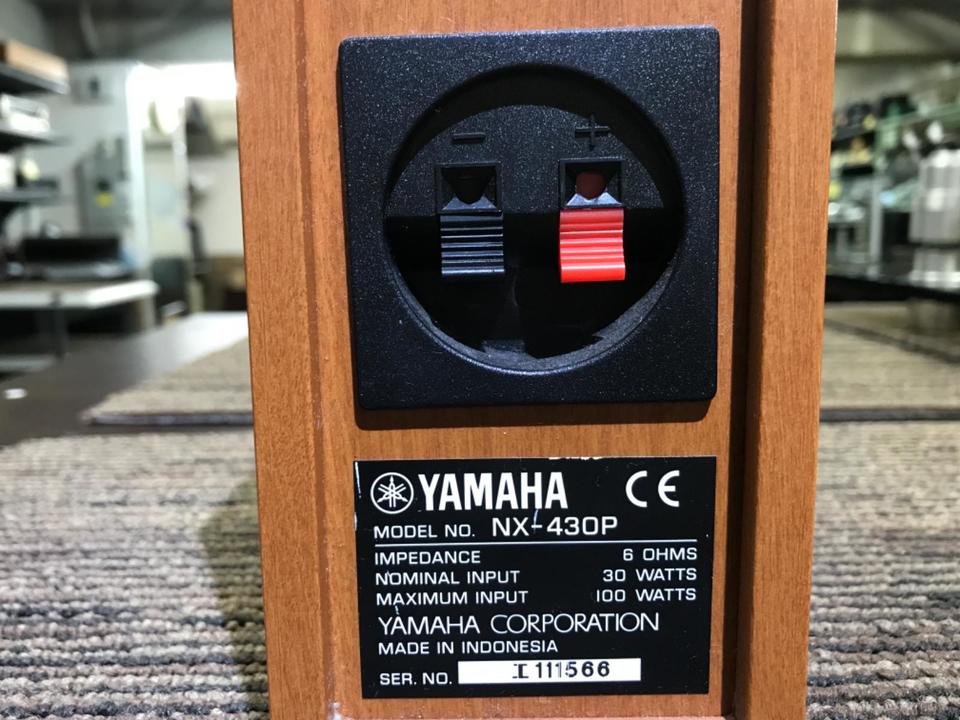 - +
YAMAHA CE
MODEL NO. NX-430P
IMPEDANCE 6 OHMS
NOMINAL INPUT 30 WATTS
MAXIMUM INPUT 100 WATTS
YAMAHA CORPORATION
MADE IN INDONESIA
SER. NO. I 111566